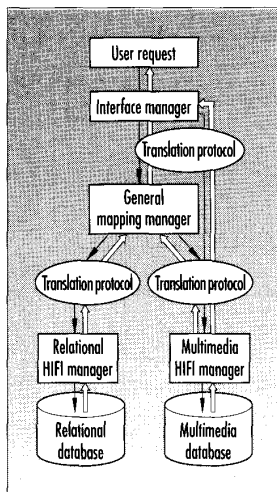 User request
Interface manager
Translation protocol
General
mapping manager
Translation protocol
Translation protocol
Relational
HIFI manager
Multimedia
HIFI manager
Relational
database
Multimedia
database